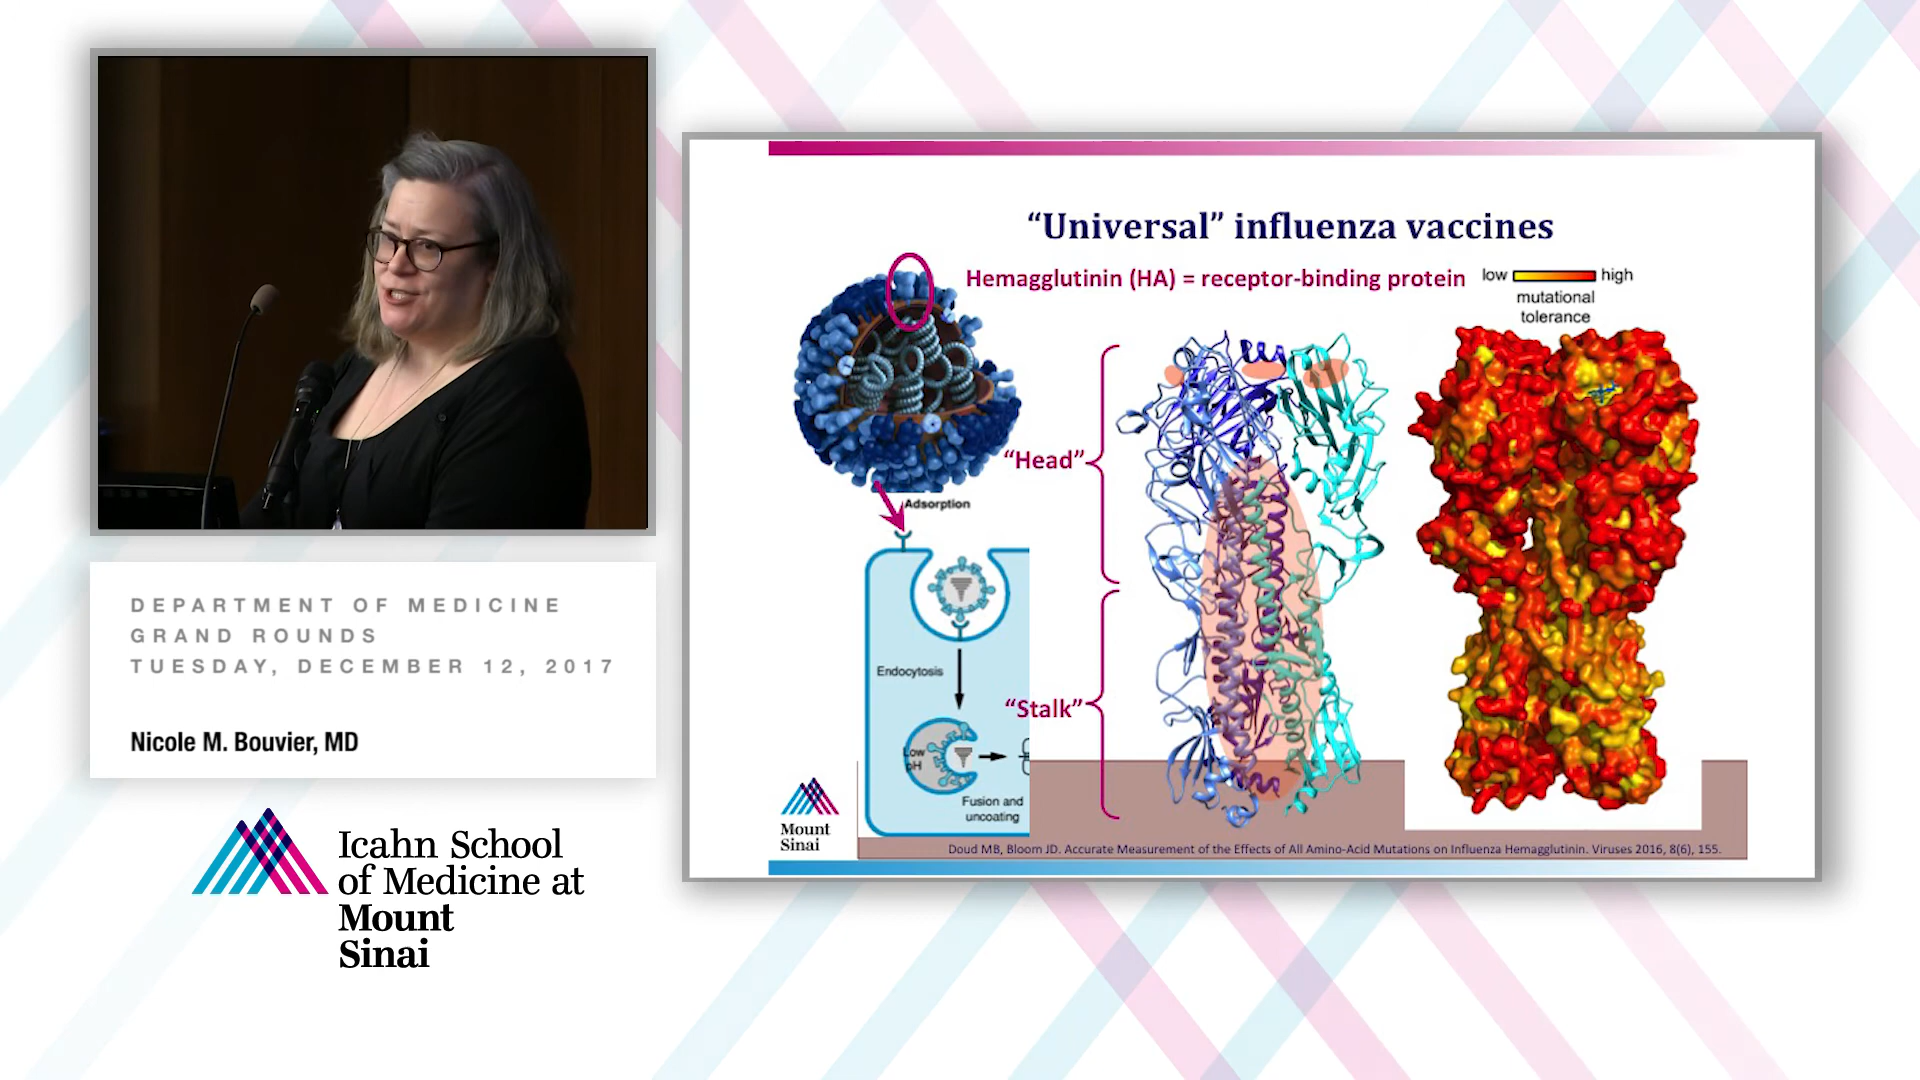 DEPARTMENT OF MEDICINE
GRAND ROUNDS
TUESDAY, DECEMBER 12, 2017
Nicole M. Bouvier, MD
Icahn School
of Medicine at
Mount
Sinai
“Universal” influenza vaccines
Hemagglutinin (HA) = receptor-binding protein
low high
mutational
tolerance
“Head”
Adsorption
Endocytosis
“Stalk”
Low
pH
Fusion and
uncoating
Mount
Sinai
Doud MB, Bloom JD. Accurate Measurement of the Effects of All Amino-Acid Mutations on Influenza Hemagglutinin. Viruses 2016, 8(6), 155.